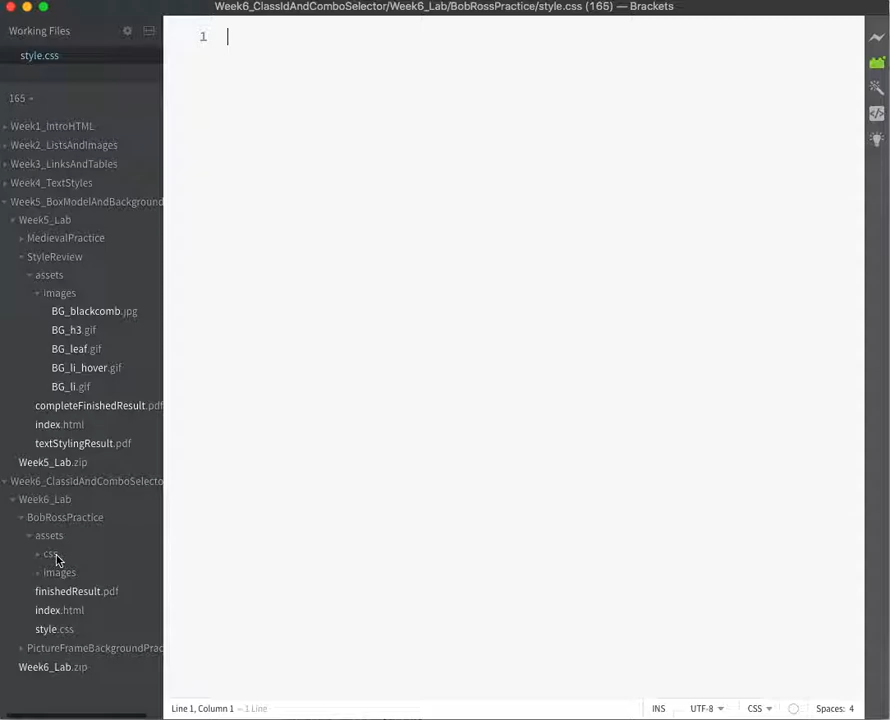 Week6_ClassIdAndComboSelector/Week6_Lab/BobRossPractice/style.css (165) — Brackets
Working Files
style.css
165
Week1_IntroHTML
Week2_ListsAndImages
Week3_LinksAndTables
Week4_TextStyles
Week5_BoxModelAndBackground
Week5_Lab
MedievalPractice
StyleReview
assets
images
BG_blackcomb.jpg
BG_h3.gif
BG_leaf.gif
BG_li_hover.gif
BG_li.gif
completeFinishedResult.pdf
index.html
textStylingResult.pdf
Week5_Lab.zip
Week6_ClassIdAndComboSelecto
Week6_Lab
BobRossPractice
assets
css
images
finishedResult.pdf
index.html
style.css
PictureFrameBackgroundPrac
Week6_Lab.zip
1
Line 1, Column 1 — 1 Line
INS UTF-8 CSS Spaces: 4